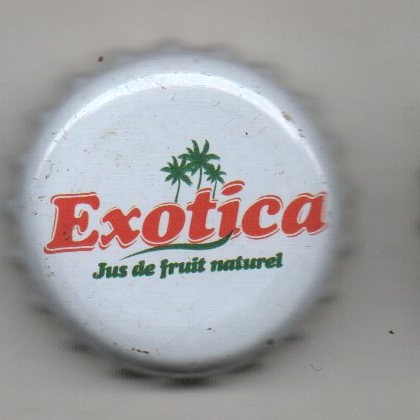 Exotica
Jus de fruit naturel